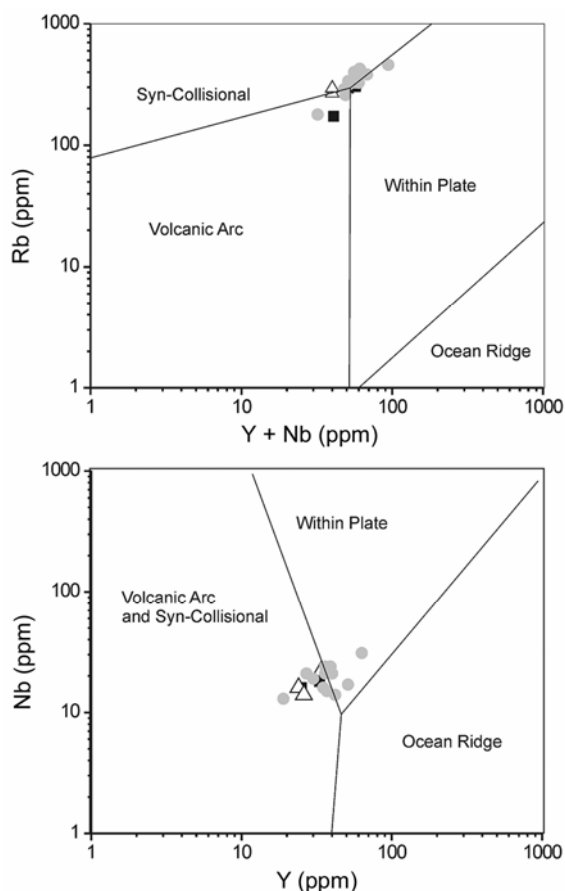 1000
Syn-Collisional
100
Within Plate
Rb (ppm)
Volcanic Arc
10
Ocean Ridge
1
1
10
100
1000
Y + Nb (ppm)
1000
Within Plate
100
Volcanic Arc
and Syn-Collisional
Nb (ppm)
10
Ocean Ridge
1
1
10
100
1000
Y (ppm)